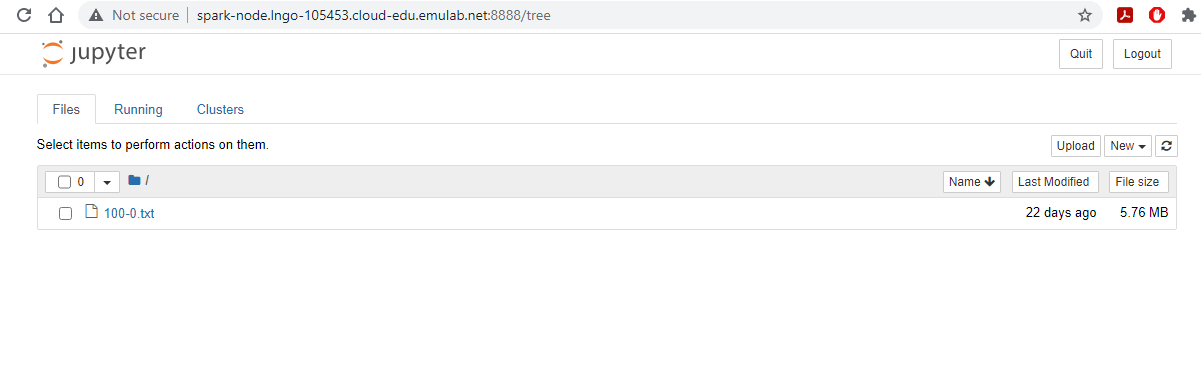 Not secure spark-node.lngo-105453.cloud-edu.emulab.net:8888/tree
jupyter Quit Logout
Files Running Clusters
Select items to perform actions on them. Upload New
0 / Name Last Modified File size
100-0.txt 22 days ago 5.76 MB